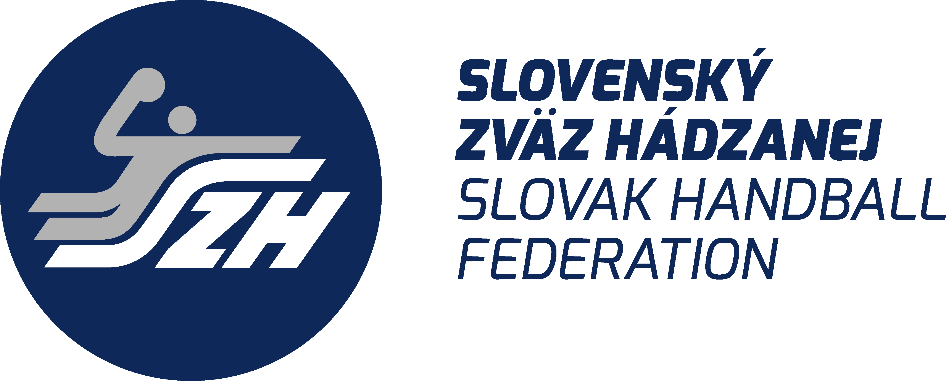 SZH
SLOVENSKÝ
ZVÄZ HÁDZANEJ
SLOVAK HANDBALL
FEDERATION